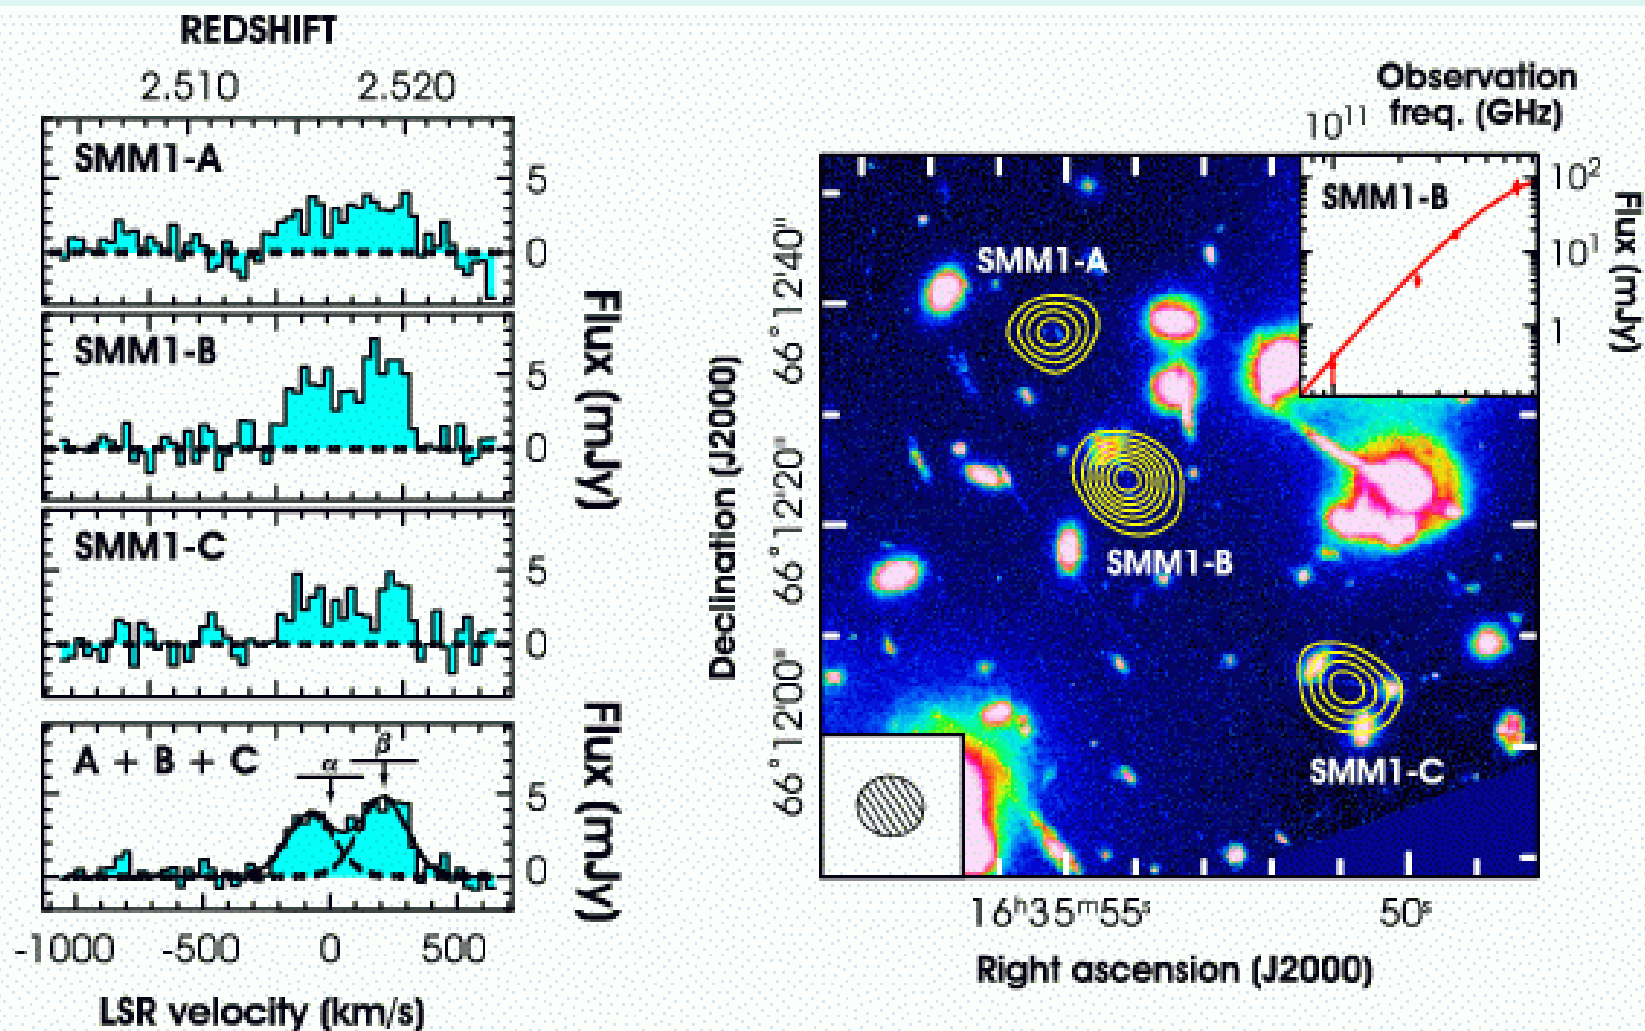 REDSHIFT
2.510 2.520
SMM1-A
5
0
SMM1-B
5
0
SMM1-C
5
0
Flux (mJy)
A + B + C
α
β
5
0
Flux (mJy)
-1000 -500 0 500
LSR velocity (km/s)
Observation
freq. (GHz)
10¹¹
SMM1-B
10²
10¹
1
Flux (mJy)
SMM1-A
SMM1-B
SMM1-C
66°12'40"
66°12'20"
66°12'00"
Declination (J2000)
16ʰ35ᵐ55ˢ 50ˢ
Right ascension (J2000)